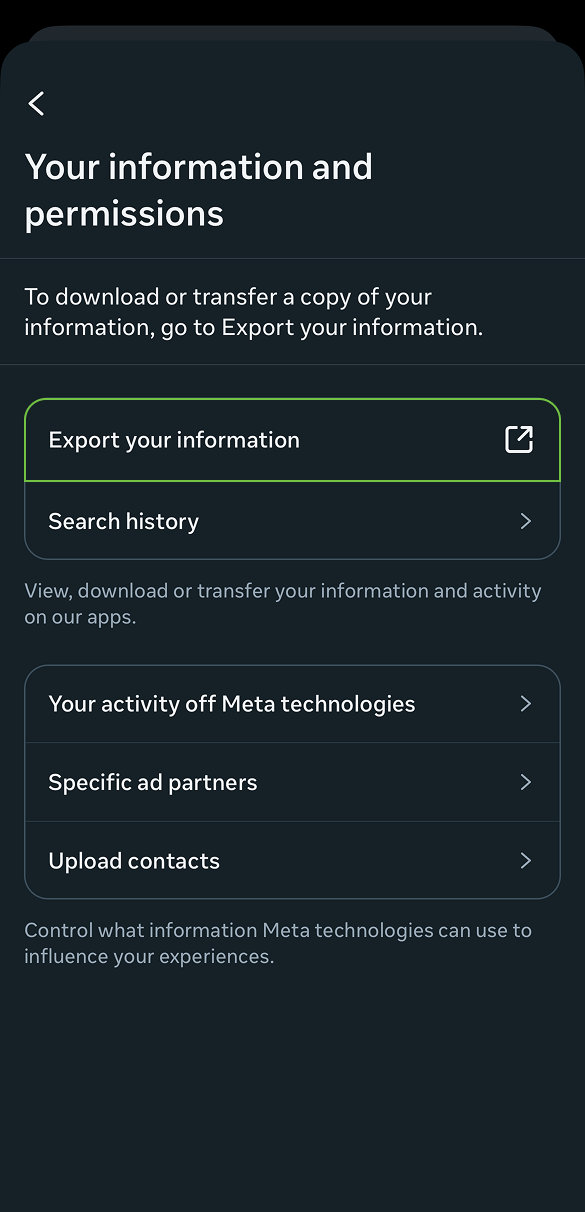 Your information and
permissions
To download or transfer a copy of your
information, go to Export your information.
Export your information
Search history
View, download or transfer your information and activity
on our apps.
Your activity off Meta technologies
Specific ad partners
Upload contacts
Control what information Meta technologies can use to
influence your experiences.